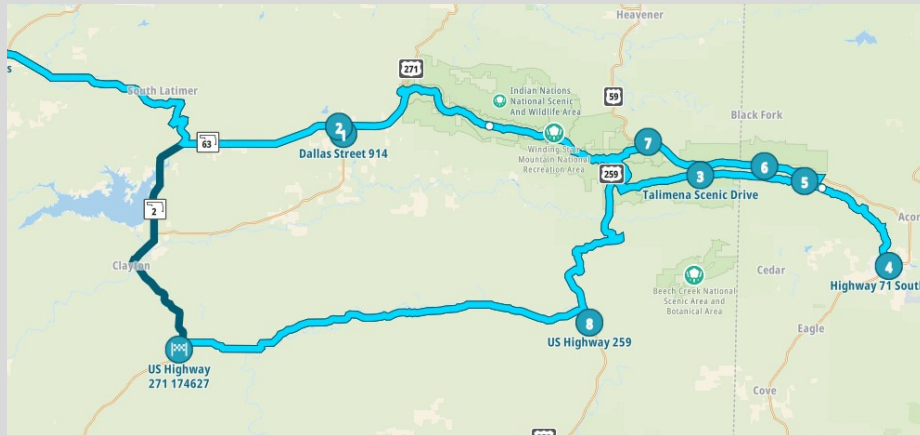 Heavener
s
South Latimer
271
59
Indian Nations
National Scenic
And Wildlife Area
Black Fork
63
2
1
Dallas Street 914
7
Winding Stair
Mountain National
Recreation Area
259
3
6
5
Talimena Scenic Drive
Acor
2
Clayton
4
Highway 71 South
Cedar
Beech Creek National
Scenic Area and
Botanical Area
8
US Highway 259
Eagle
US Highway
271 174627
Cove